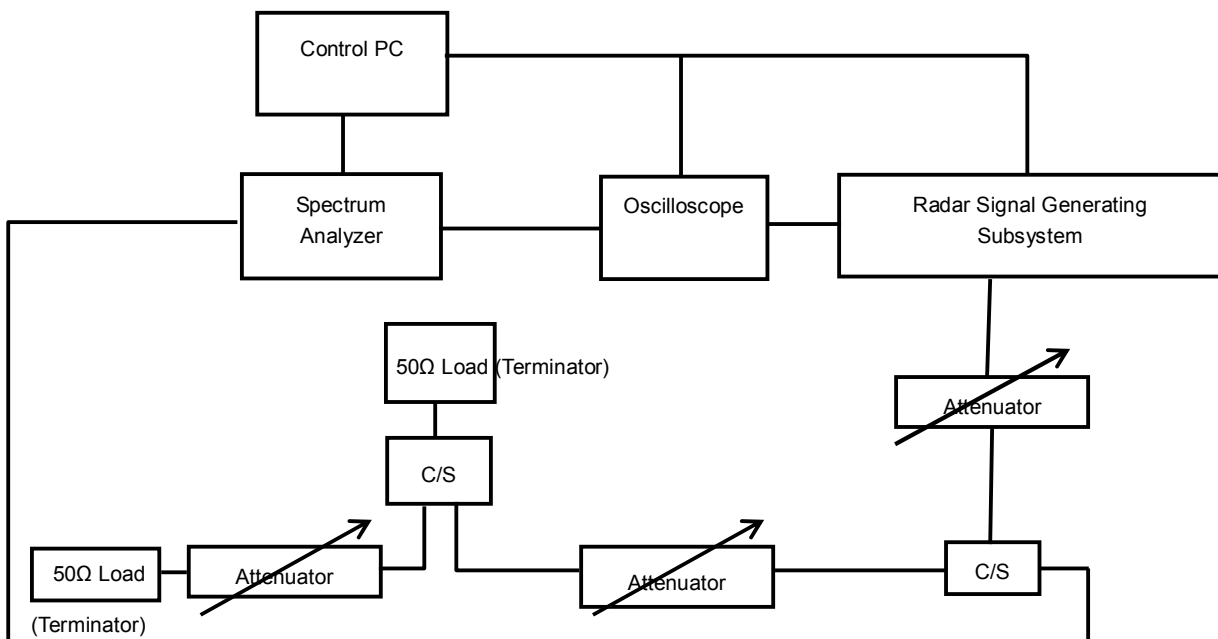 Control PC
Spectrum
Analyzer
Oscilloscope
Radar Signal Generating
Subsystem
50Ω Load (Terminator)
Attenuator
C/S
50Ω Load
(Terminator)
Attenuator
Attenuator
C/S